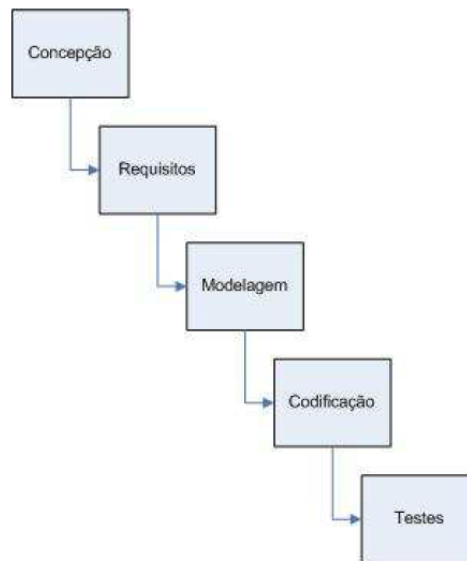 Concepção
Requisitos
Modelagem
Codificação
Testes